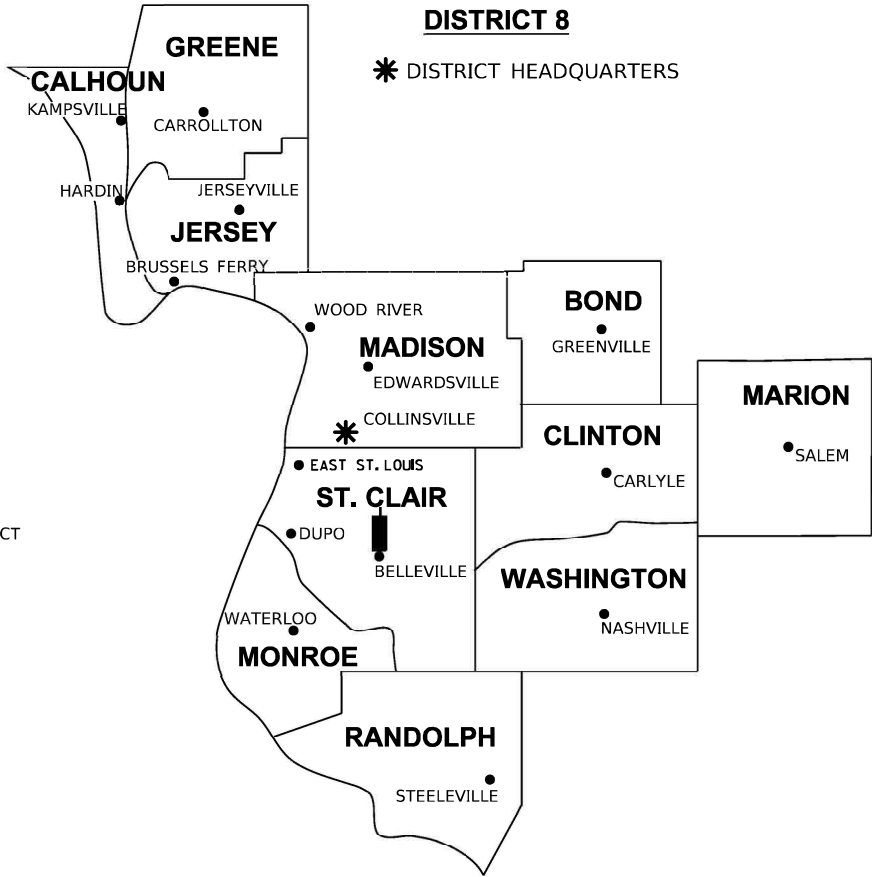 DISTRICT 8
DISTRICT HEADQUARTERS
GREENE
CALHOUN
KAMPSVILLE
CARROLLTON
HARDIN
JERSEYVILLE
JERSEY
BRUSSELS FERRY
WOOD RIVER
BOND
MADISON
GREENVILLE
EDWARDSVILLE
MARION
COLLINSVILLE
CLINTON
SALEM
EAST ST. LOUIS
CARLYLE
ST. CLAIR
CT
DUPO
BELLEVILLE
WASHINGTON
WATERLOO
NASHVILLE
MONROE
RANDOLPH
STEELEVILLE